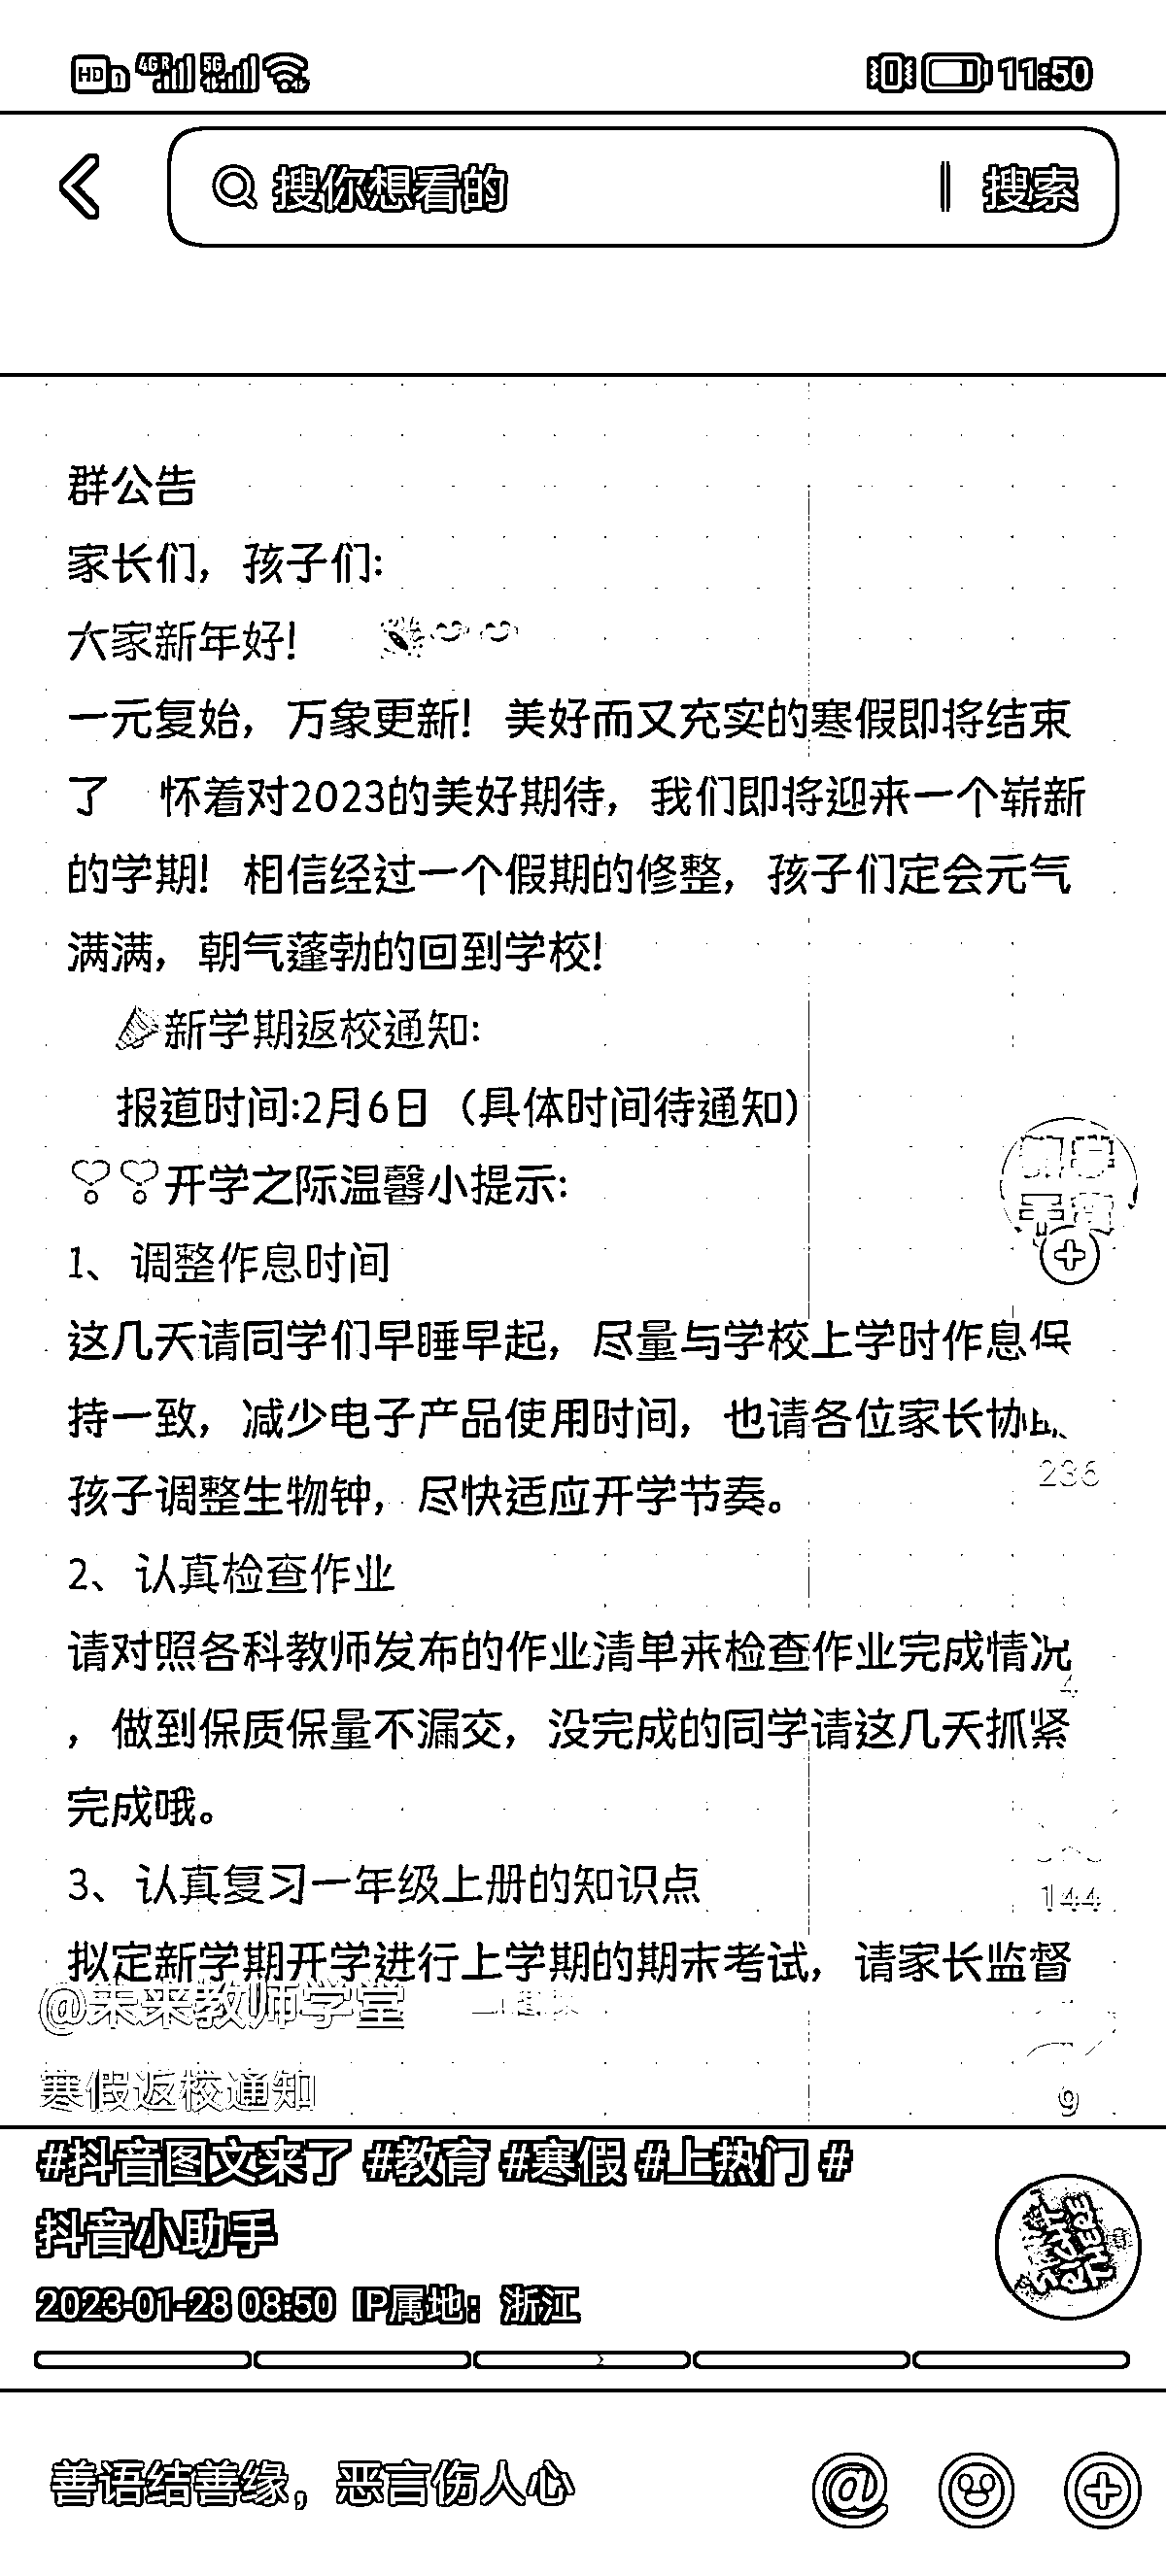 HD 1 4G R 5G 11:50
搜你想看的 搜索
群公告
家长们，孩子们:
大家新年好!
一元复始，万象更新! 美好而又充实的寒假即将结束
了 怀着对2023的美好期待，我们即将迎来一个崭新
的学期! 相信经过一个假期的修整，孩子们定会元气
满满，朝气蓬勃的回到学校!
新学期返校通知:
报道时间:2月6日（具体时间待通知）
开学之际温馨小提示:
1、调整作息时间
这几天请同学们早睡早起，尽量与学校上学时作息保
持一致，减少电子产品使用时间，也请各位家长协助
236
孩子调整生物钟，尽快适应开学节奏。
2、认真检查作业
请对照各科教师发布的作业清单来检查作业完成情况
4
，做到保质保量不漏交，没完成的同学请这几天抓紧
完成哦。
3、认真复习一年级上册的知识点
144
拟定新学期开学进行上学期的期末考试，请家长监督
@未来教师学堂
寒假返校通知
9
#抖音图文来了 #教育 #寒假 #上热门 #
抖音小助手
2023-01-28 08:50 IP属地：浙江
善语结善缘，恶言伤人心